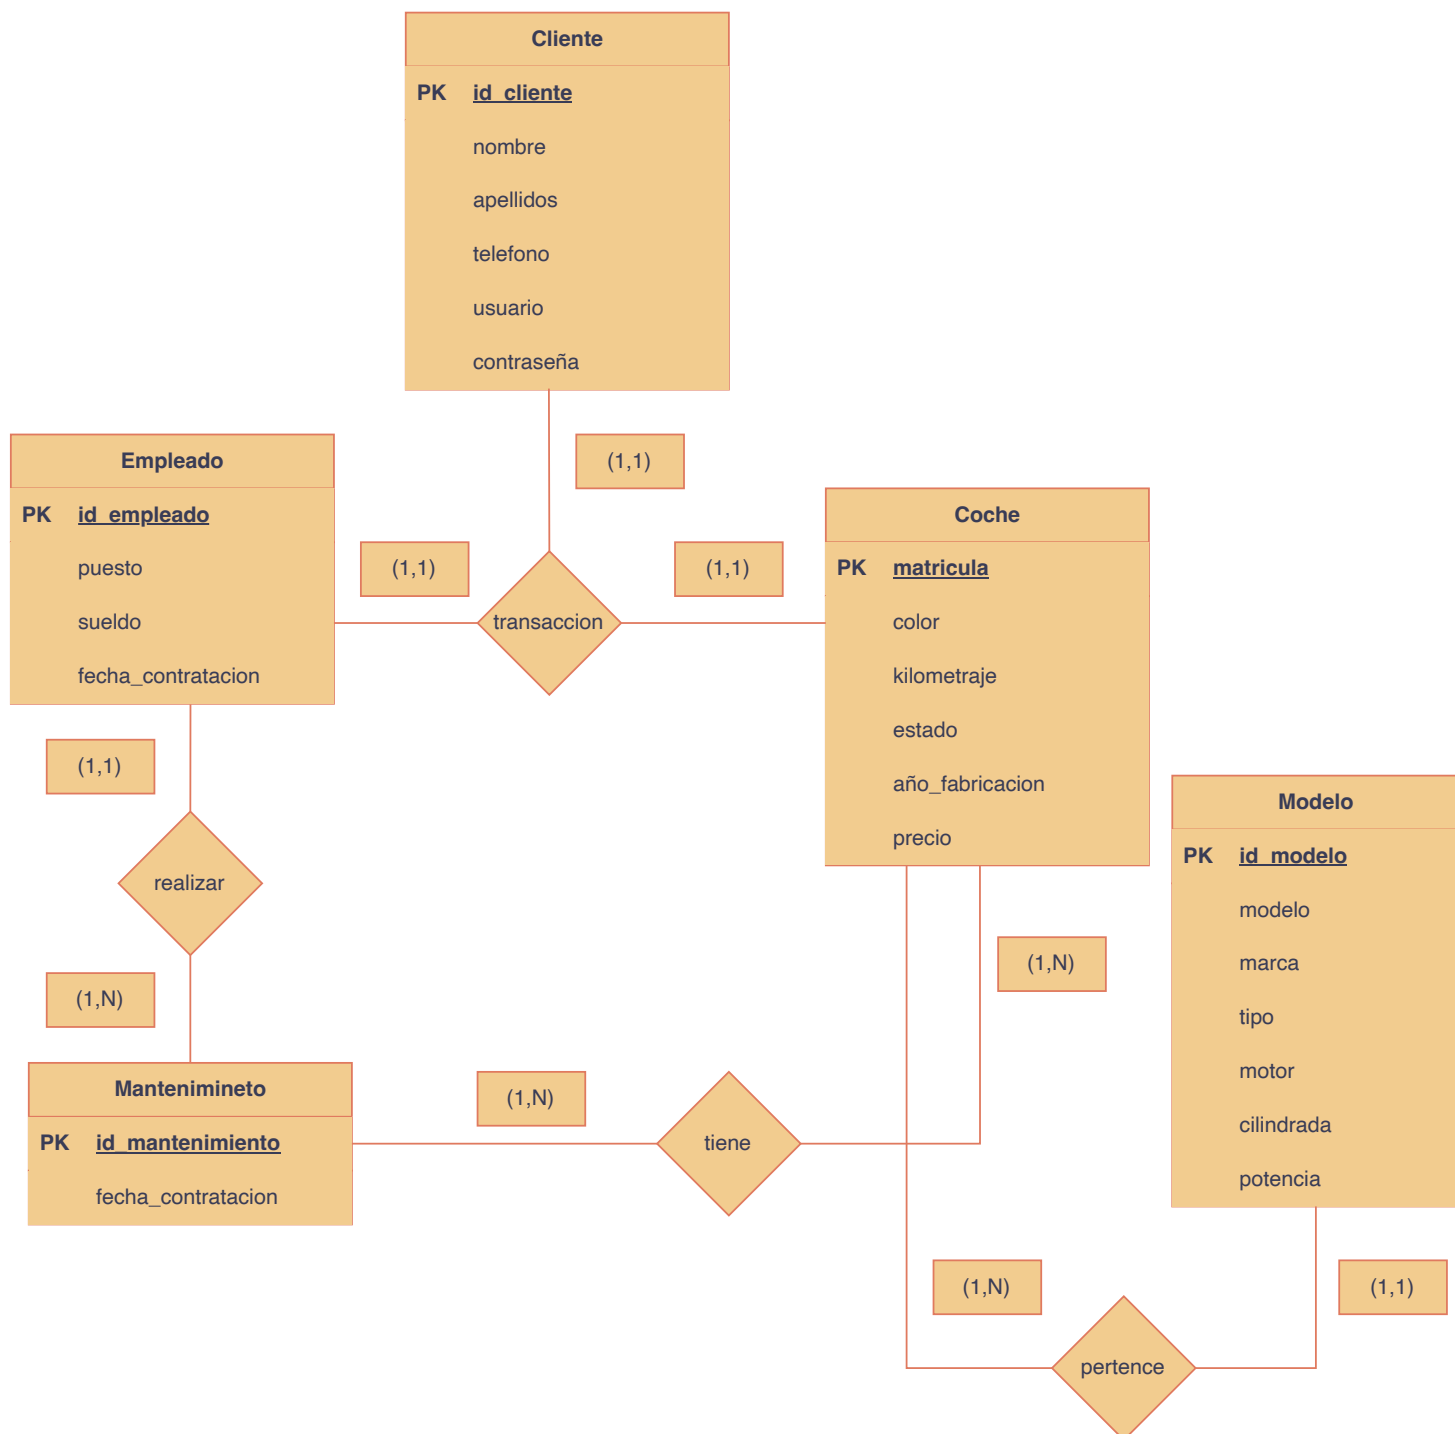 Cliente
PK id_cliente
nombre
apellidos
telefono
usuario
contraseña
(1,1)
Empleado
PK id_empleado
puesto
sueldo
fecha_contratacion
(1,1)
transaccion
(1,1)
Coche
PK matricula
color
kilometraje
estado
año_fabricacion
precio
(1,1)
realizar
(1,N)
Mantenimineto
PK id_mantenimiento
fecha_contratacion
(1,N)
tiene
(1,N)
Modelo
PK id_modelo
modelo
marca
tipo
motor
cilindrada
potencia
(1,N)
pertence
(1,1)